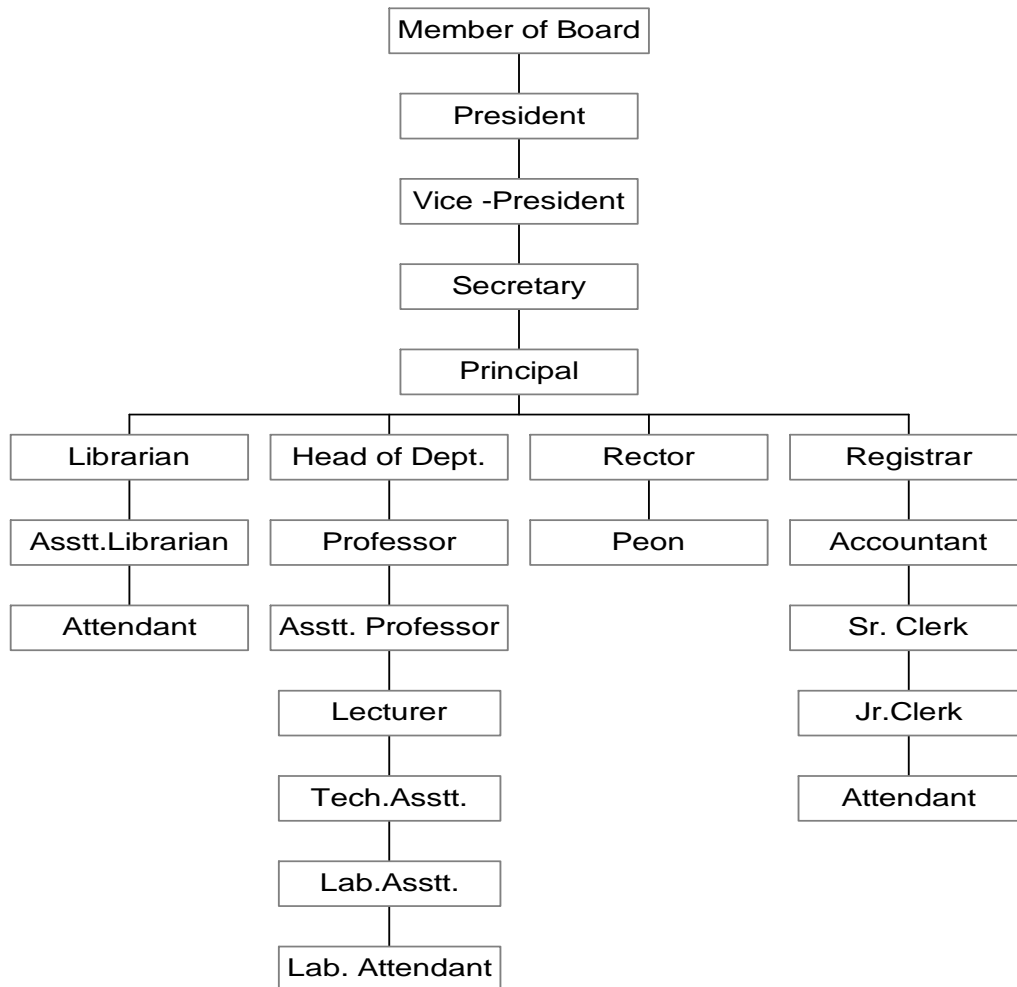 Member of Board
President
Vice -President
Secretary
Principal
Librarian
Head of Dept.
Rector
Registrar
Asstt.Librarian
Professor
Peon
Accountant
Attendant
Asstt. Professor
Sr. Clerk
Lecturer
Jr.Clerk
Tech.Asstt.
Attendant
Lab.Asstt.
Lab. Attendant